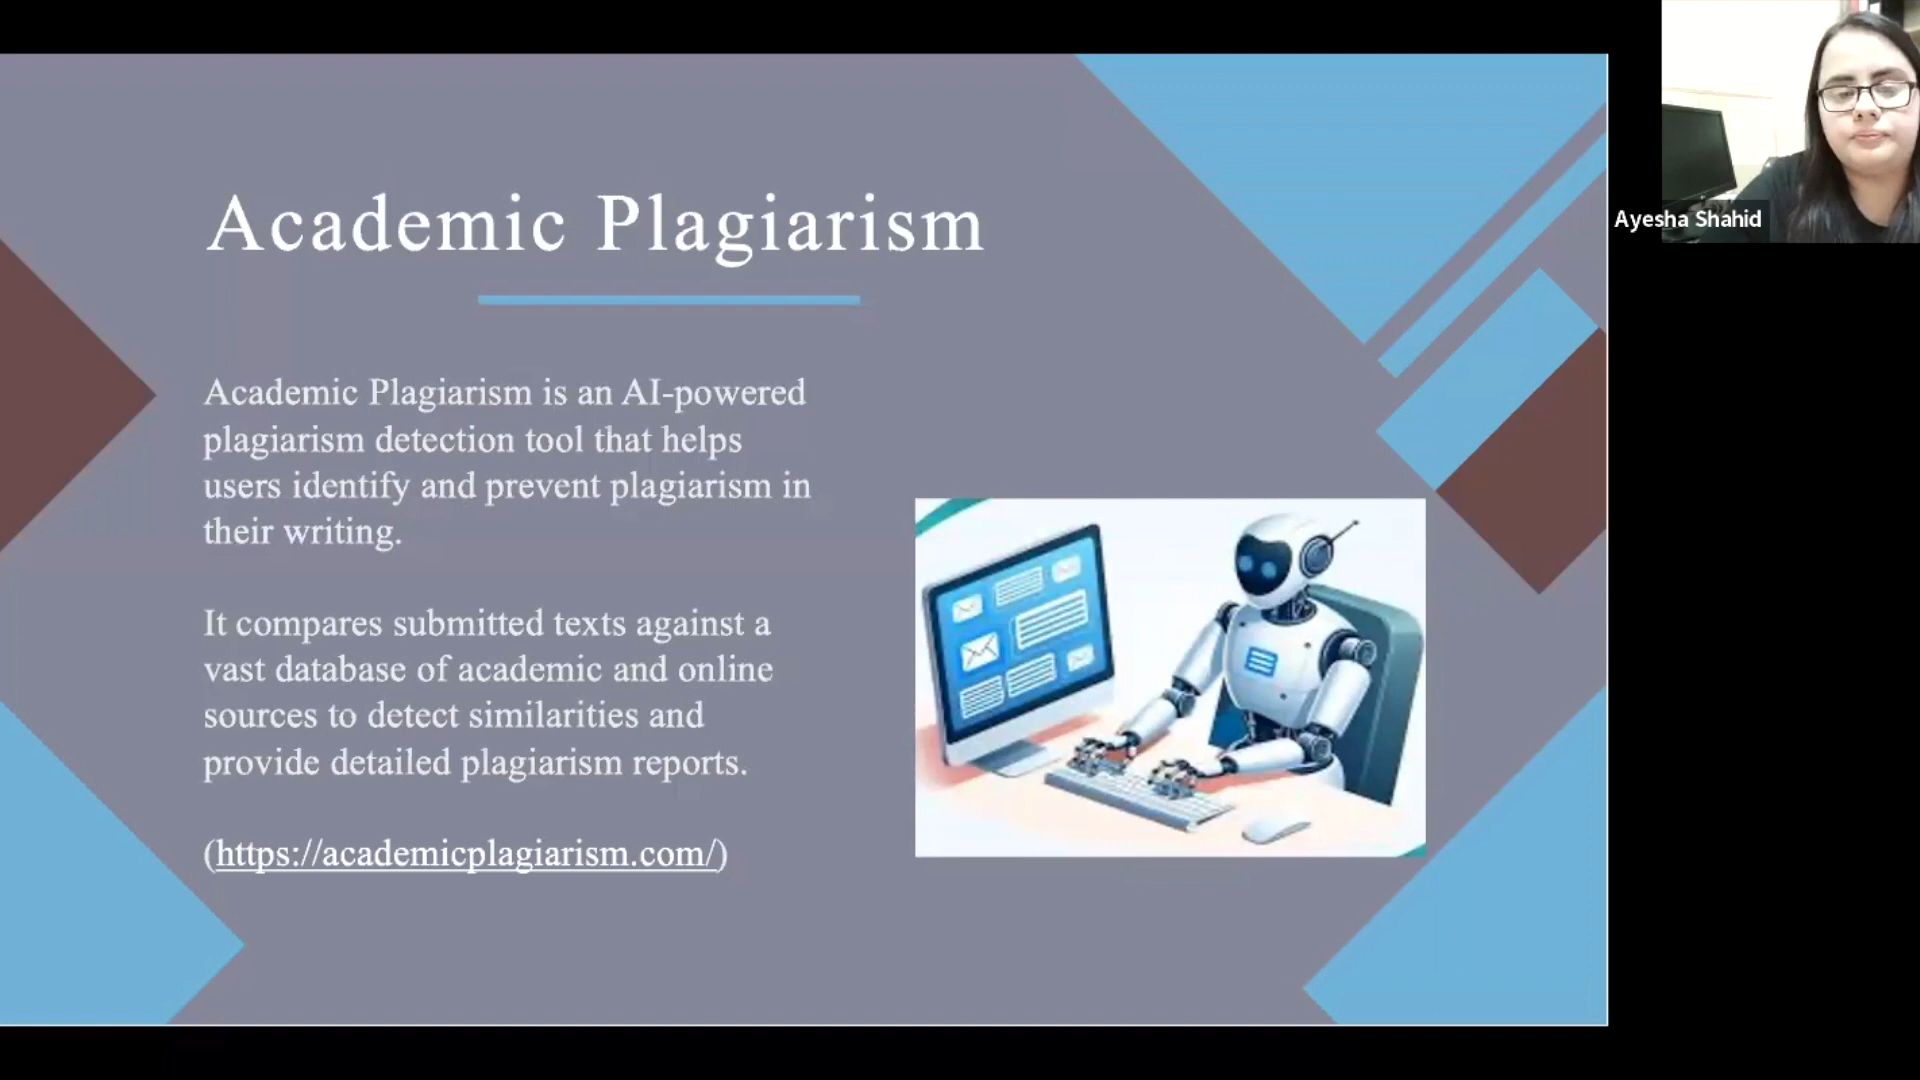 Academic Plagiarism
Academic Plagiarism is an AI-powered
plagiarism detection tool that helps
users identify and prevent plagiarism in
their writing.
It compares submitted texts against a
vast database of academic and online
sources to detect similarities and
provide detailed plagiarism reports.
(https://academicplagiarism.com/)
Ayesha Shahid